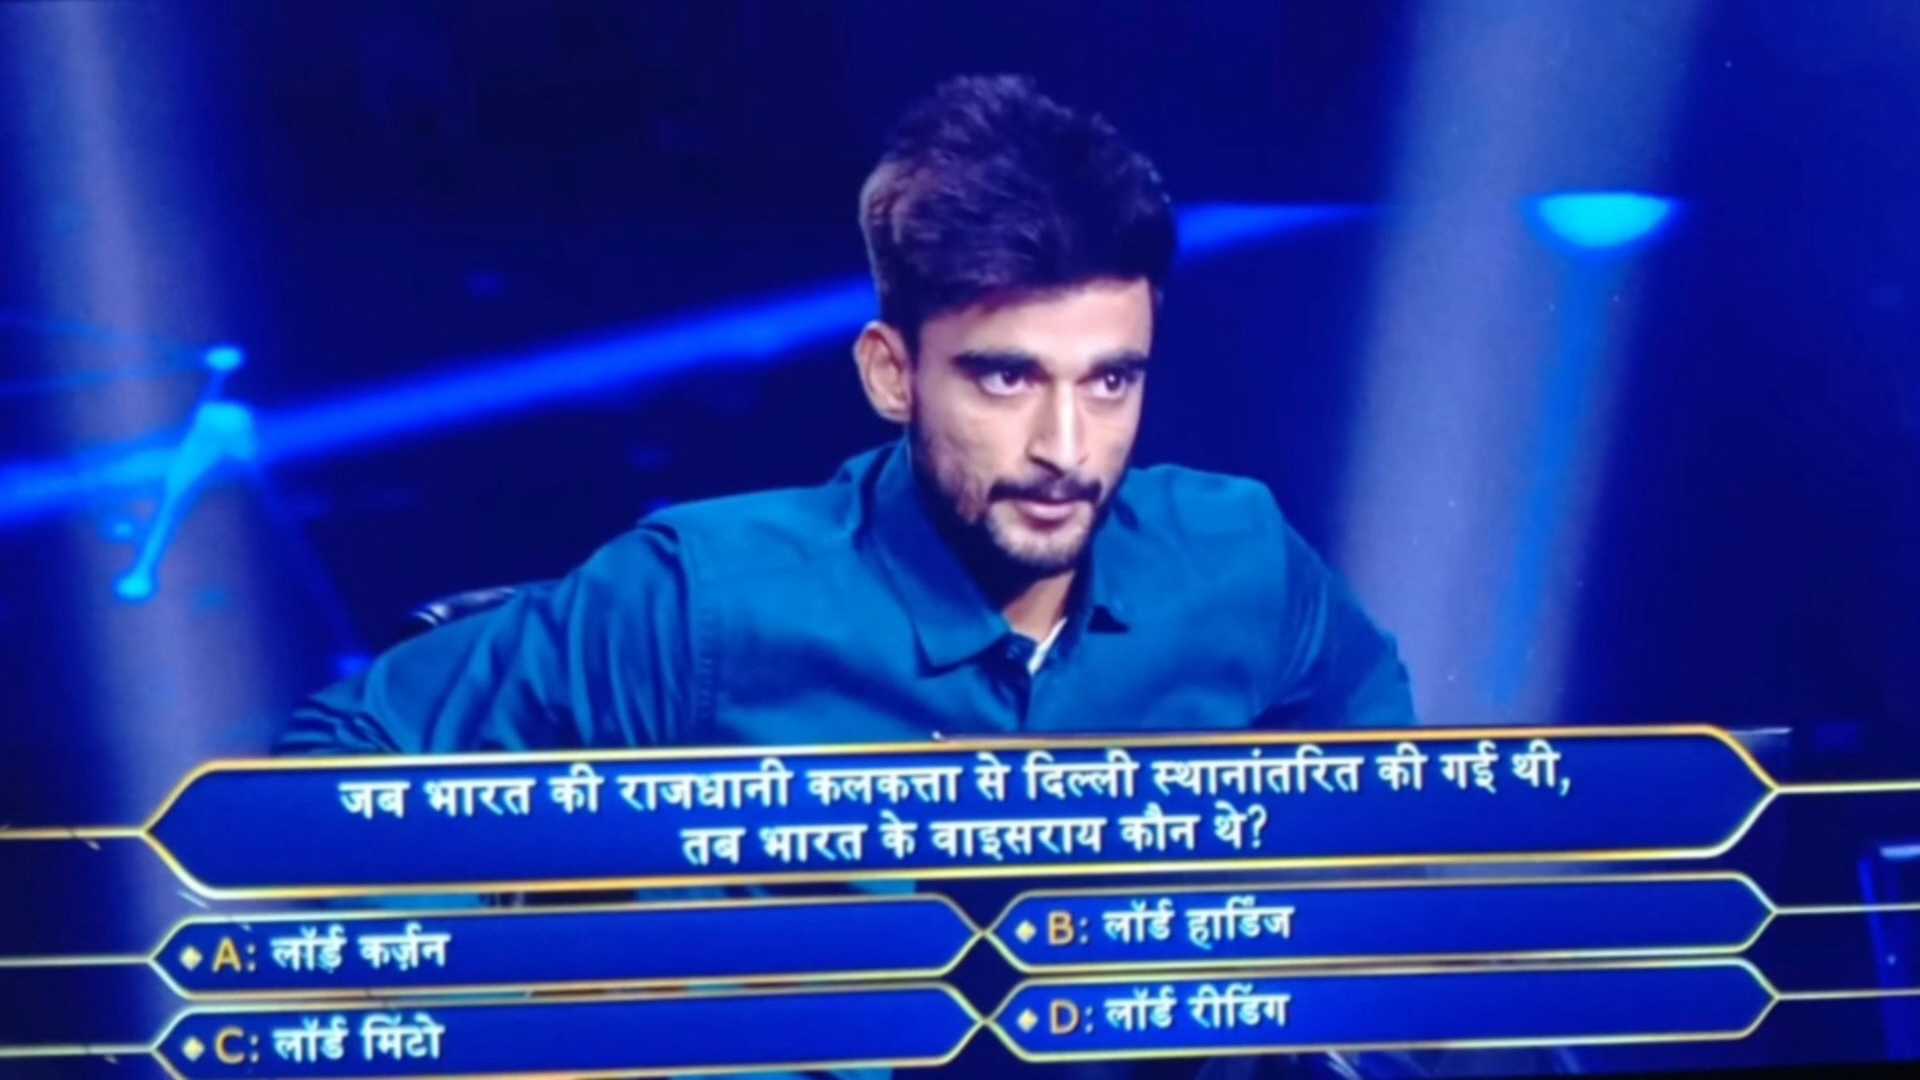 जब भारत की राजधानी कलकत्ता से दिल्ली स्थानांतरित की गई थी,
तब भारत के वाइसराय कौन थे?
A: लॉर्ड कर्ज़न
B: लॉर्ड हार्डिंज
C: लॉर्ड मिंटो
D: लॉर्ड रीडिंग